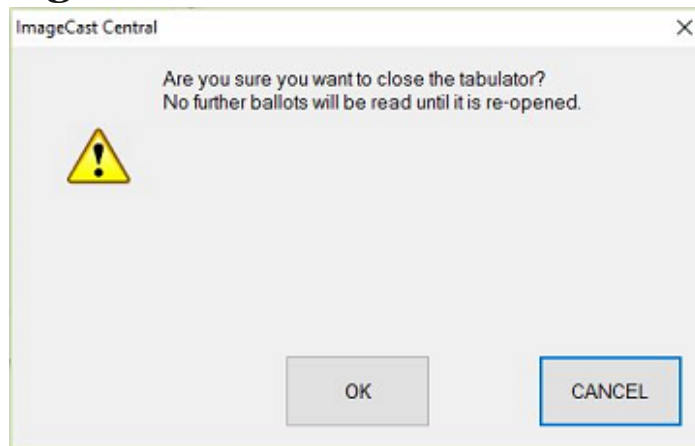 ImageCast Central
Are you sure you want to close the tabulator?
No further ballots will be read until it is re-opened.
OK
CANCEL